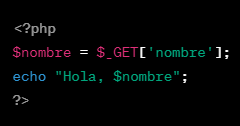 <?php
$nombre = $_GET['nombre'];
echo "Hola, $nombre";
?>